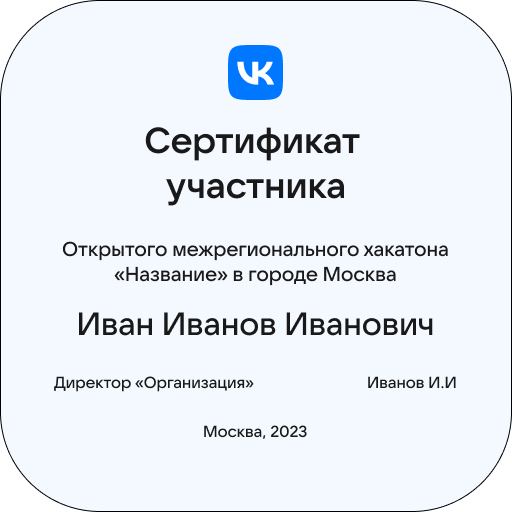 VK
Сертификат
участника
Открытого межрегионального хакатона
«Название» в городе Москва
Иван Иванов Иванович
Директор «Организация» Иванов И.И
Москва, 2023